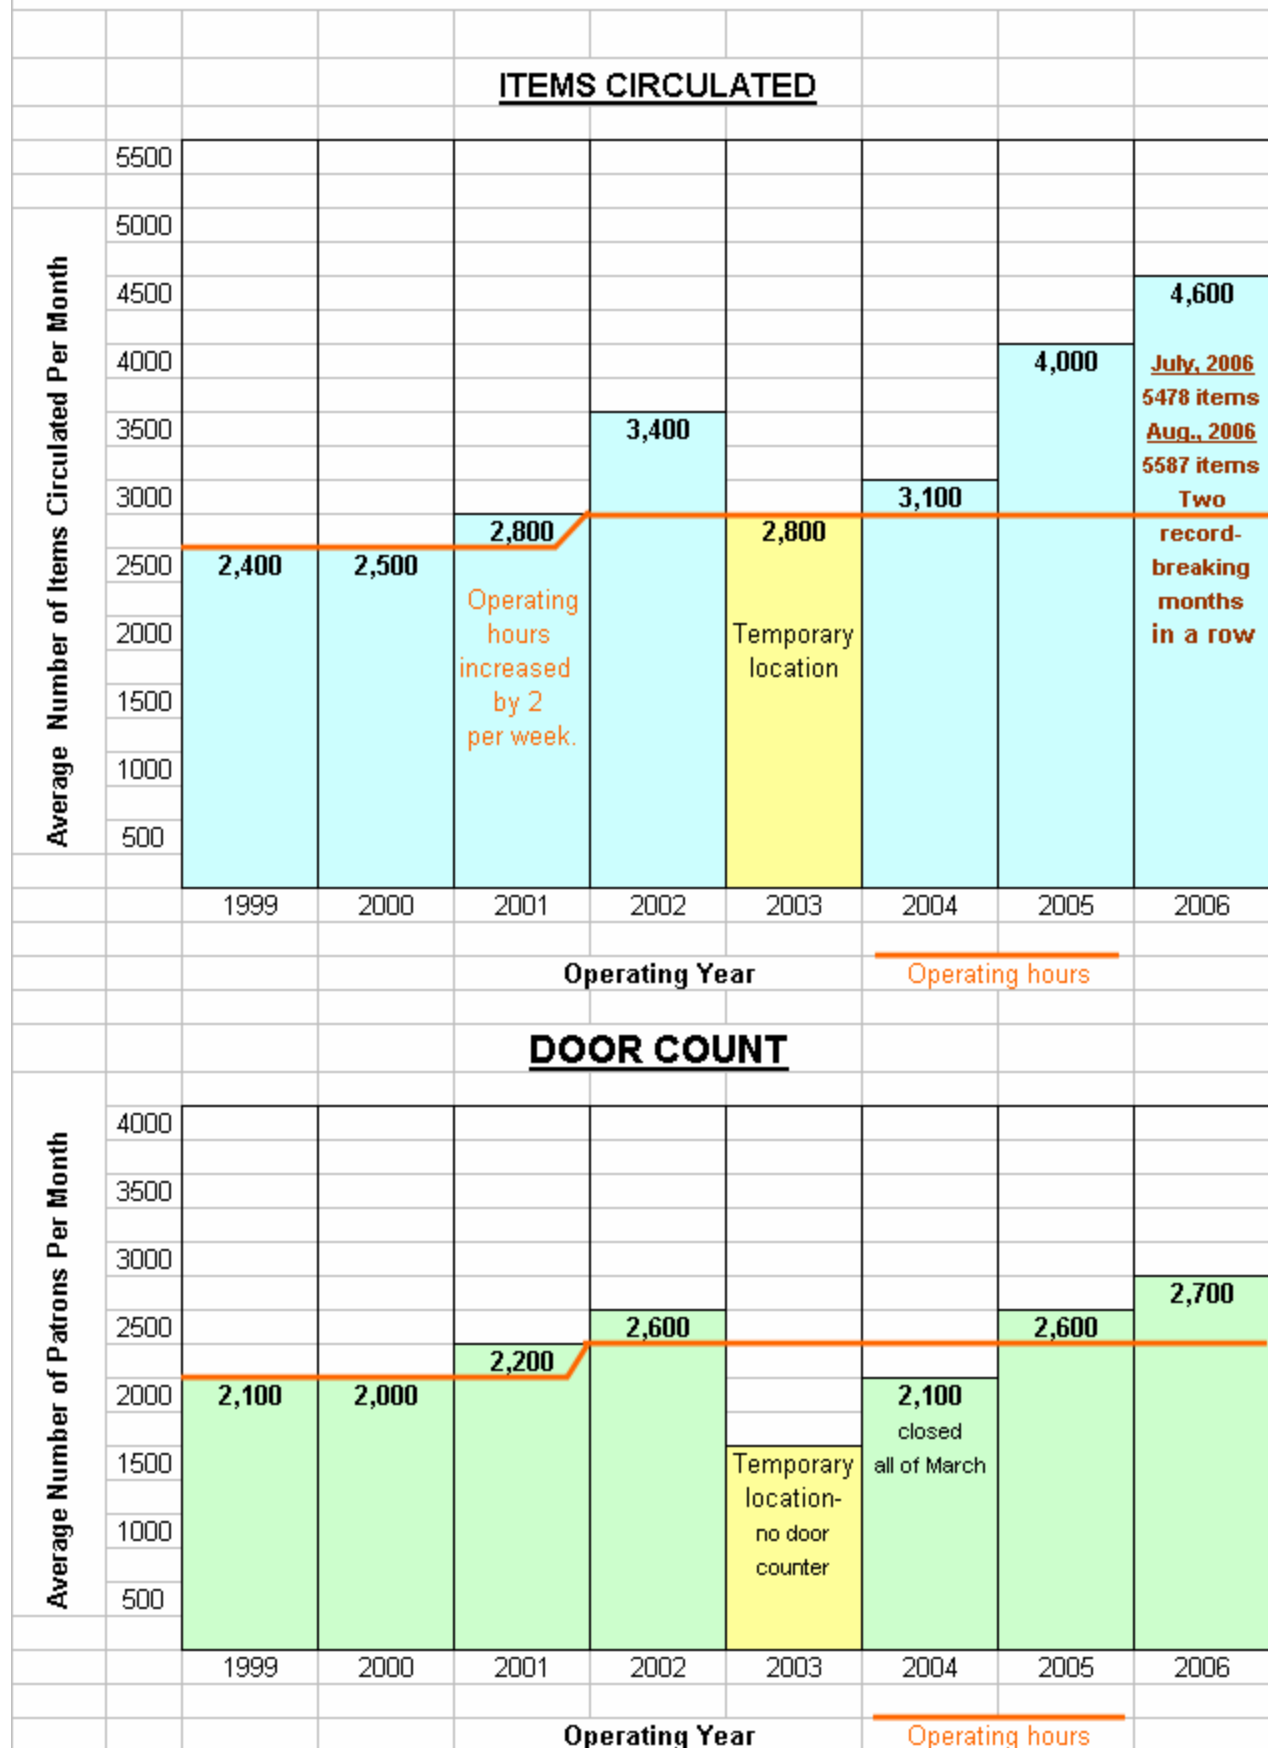 ITEMS CIRCULATED
Average Number of Items Circulated Per Month
5500
5000
4500
4000
3500
3000
2500
2000
1500
1000
500
2,400
2,500
2,800
Operating
hours
increased
by 2
per week.
3,400
2,800
Temporary
location
3,100
4,000
4,600
July, 2006
5478 items
Aug., 2006
5587 items
Two
record-
breaking
months
in a row
1999 2000 2001 2002 2003 2004 2005 2006
Operating Year
Operating hours
DOOR COUNT
Average Number of Patrons Per Month
4000
3500
3000
2500
2000
1500
1000
500
2,100
2,000
2,200
2,600
Temporary
location-
no door
counter
2,100
closed
all of March
2,600
2,700
1999 2000 2001 2002 2003 2004 2005 2006
Operating Year
Operating hours